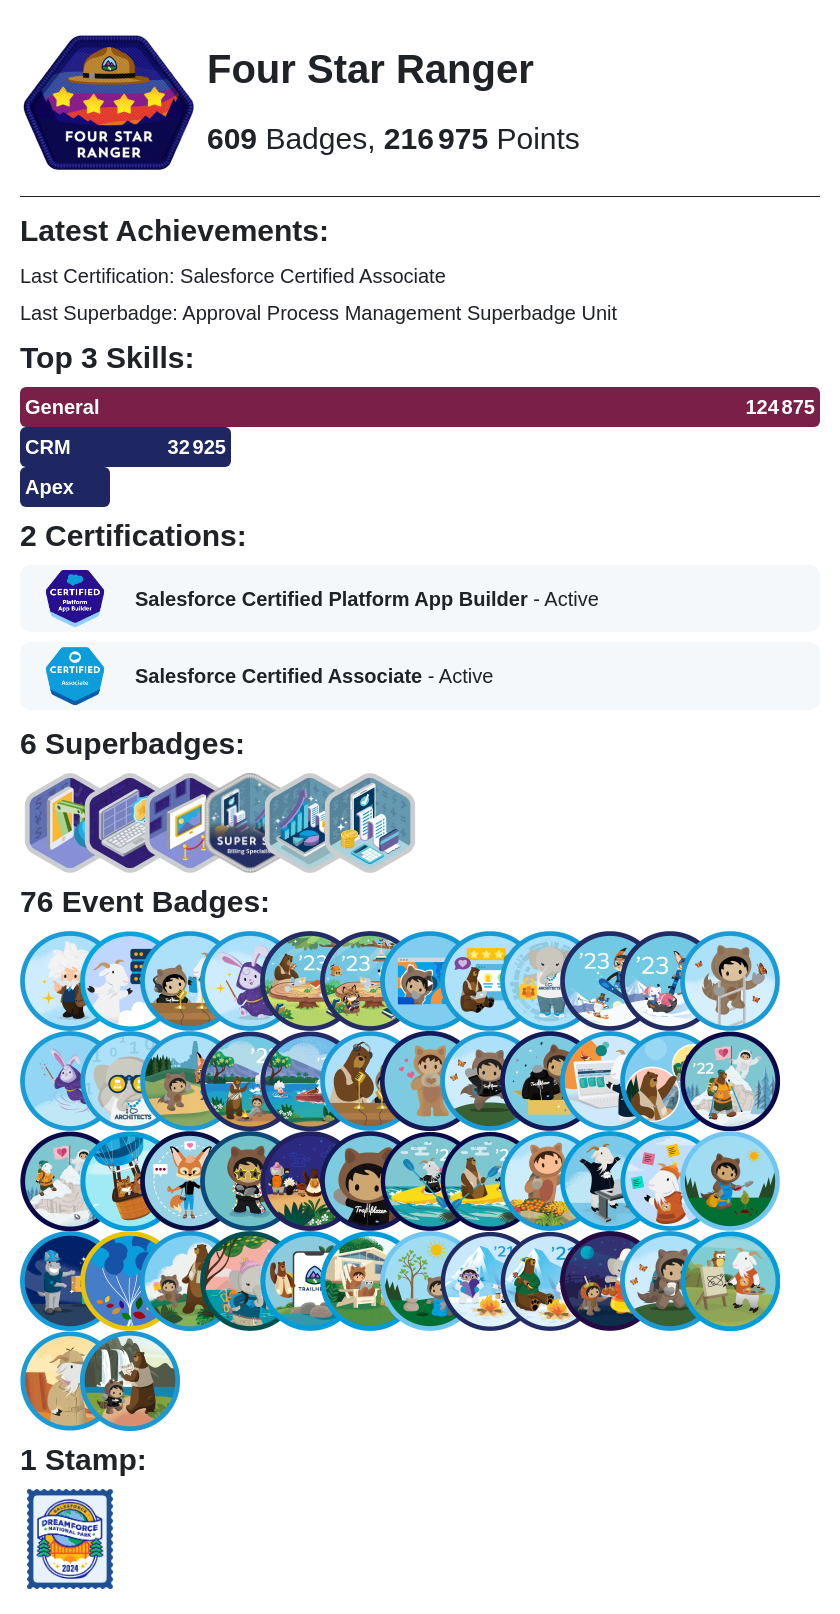 FOUR STAR
RANGER
Four Star Ranger
609 Badges, 216 975 Points
Latest Achievements:
Last Certification: Salesforce Certified Associate
Last Superbadge: Approval Process Management Superbadge Unit
Top 3 Skills:
General 124 875
CRM 32 925
Apex
2 Certifications:
CERTIFIED
Platform
App Builder
Salesforce Certified Platform App Builder - Active
CERTIFIED
Associate
Salesforce Certified Associate - Active
6 Superbadges:
SUPER
Billing
76 Event Badges:
'23
'23
ARCHITECTS
'23
'23
ARCHITECTS
'22
1 Stamp:
SALESFORCE
DREAMFORCE
NATIONAL PARK
2024